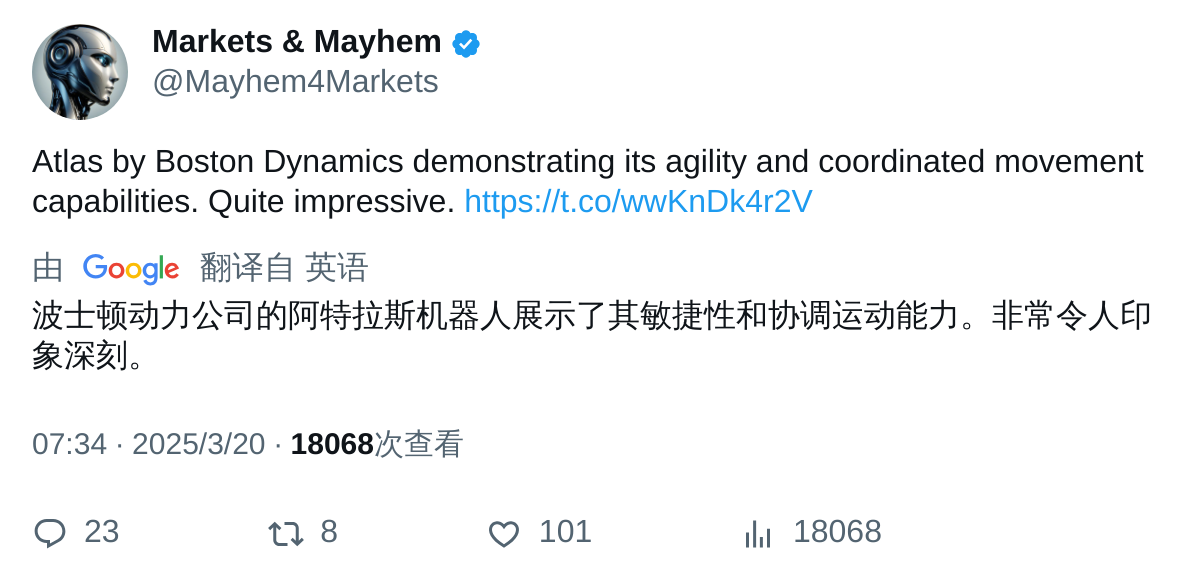 Markets & Mayhem
@Mayhem4Markets
Atlas by Boston Dynamics demonstrating its agility and coordinated movement
capabilities. Quite impressive. https://t.co/wwKnDk4r2V
由 Google 翻译自 英语
波士顿动力公司的阿特拉斯机器人展示了其敏捷性和协调运动能力。非常令人印
象深刻。
07:34 · 2025/3/20 · 18068次查看
23 8 101 18068